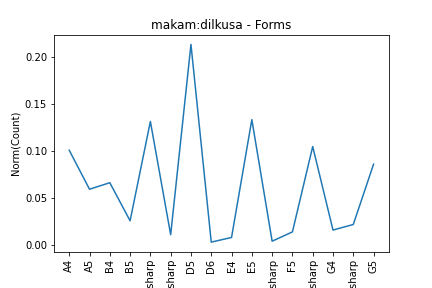 makam:dilkusa - Forms
Norm(Count)
0.20
0.15
0.10
0.05
0.00
A4
A5
B4
B5
sharp
sharp
D5
D6
E4
E5
sharp
F5
sharp
G4
sharp
G5